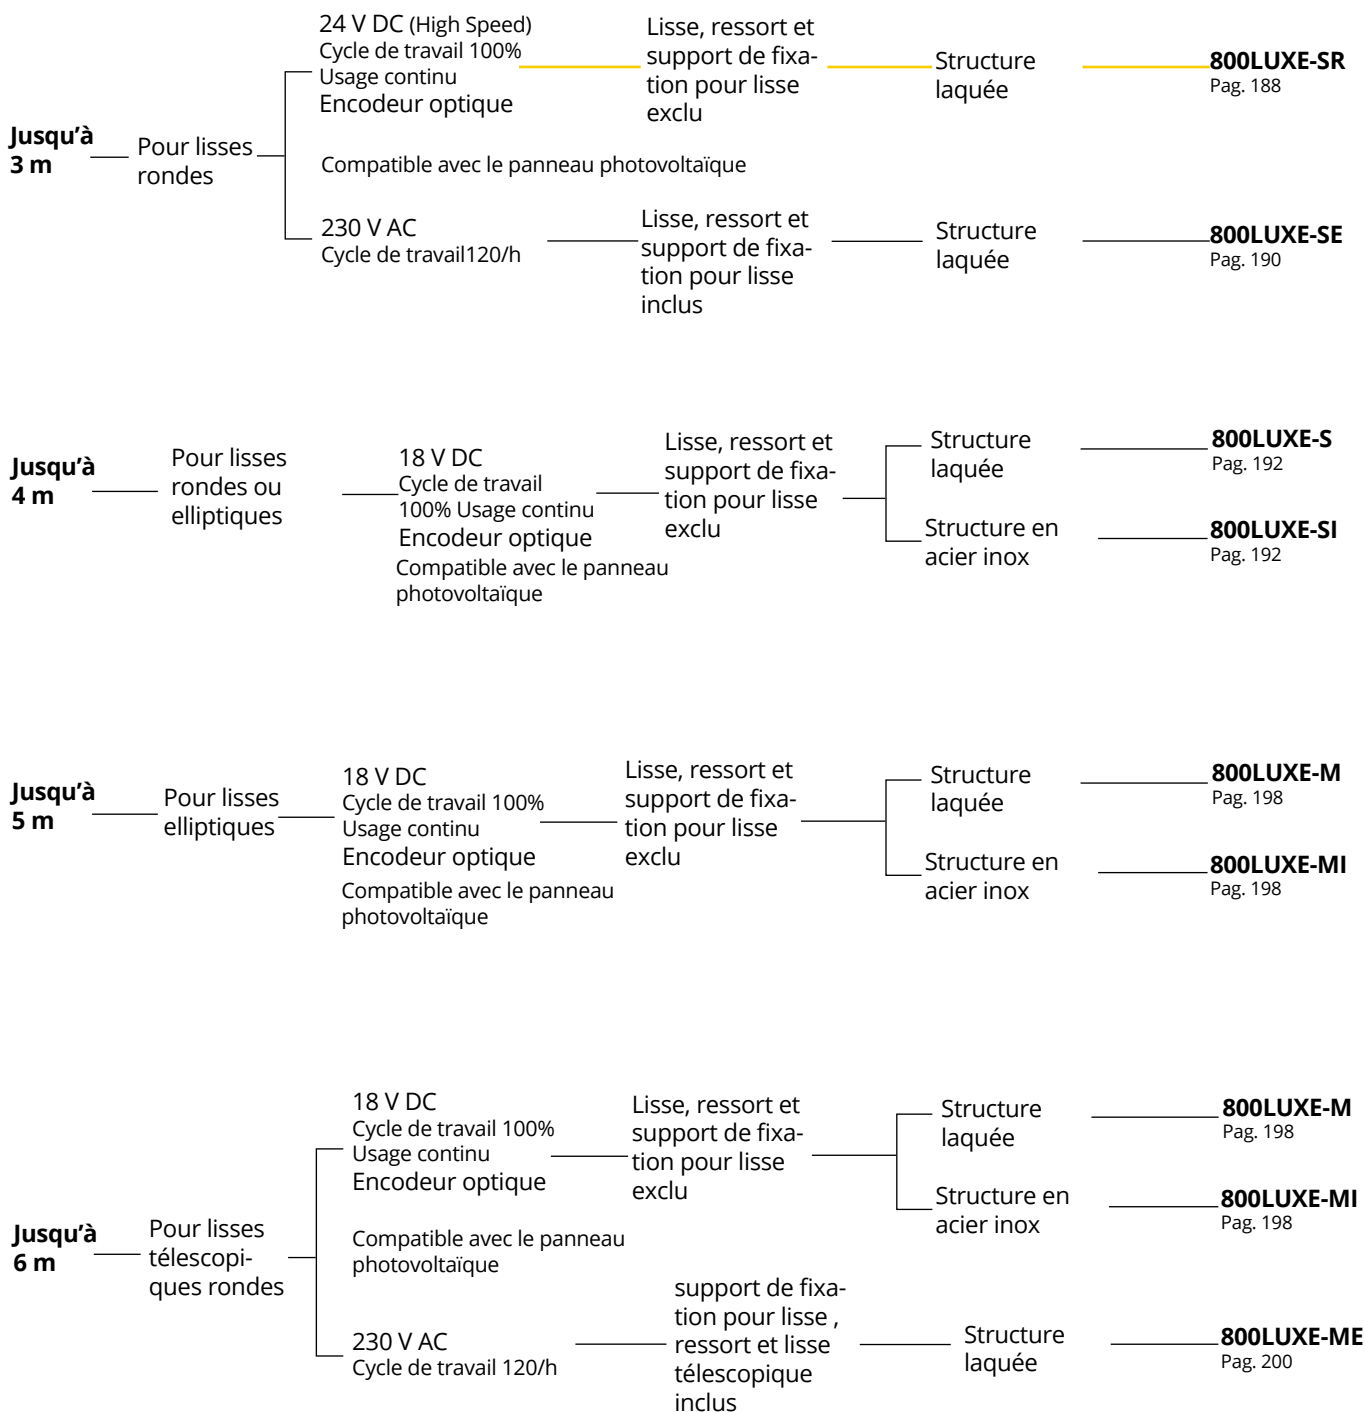 Jusqu'à
3 m
Pour lisses
rondes
24 V DC (High Speed)
Cycle de travail 100%
Usage continu
Encodeur optique
Compatible avec le panneau photovoltaïque
Lisse, ressort et
support de fixa-
tion pour lisse
exclu
Structure
laquée
800LUXE-SR
Pag. 188
230 V AC
Cycle de travail120/h
Lisse, ressort et
support de fixa-
tion pour lisse
inclus
Structure
laquée
800LUXE-SE
Pag. 190
Jusqu'à
4 m
Pour lisses
rondes ou
elliptiques
18 V DC
Cycle de travail
100% Usage continu
Encodeur optique
Compatible avec le panneau
photovoltaïque
Lisse, ressort et
support de fixa-
tion pour lisse
exclu
Structure
laquée
800LUXE-S
Pag. 192
Structure en
acier inox
800LUXE-SI
Pag. 192
Jusqu'à
5 m
Pour lisses
elliptiques
18 V DC
Cycle de travail 100%
Usage continu
Encodeur optique
Compatible avec le panneau
photovoltaïque
Lisse, ressort et
support de fixa-
tion pour lisse
exclu
Structure
laquée
800LUXE-M
Pag. 198
Structure en
acier inox
800LUXE-MI
Pag. 198
Jusqu'à
6 m
Pour lisses
télescopi-
ques rondes
18 V DC
Cycle de travail 100%
Usage continu
Encodeur optique
Compatible avec le panneau
photovoltaïque
Lisse, ressort et
support de fixa-
tion pour lisse
exclu
Structure
laquée
800LUXE-M
Pag. 198
Structure en
acier inox
800LUXE-MI
Pag. 198
230 V AC
Cycle de travail 120/h
support de fixa-
tion pour lisse ,
ressort et lisse
télescopique
inclus
Structure
laquée
800LUXE-ME
Pag. 200